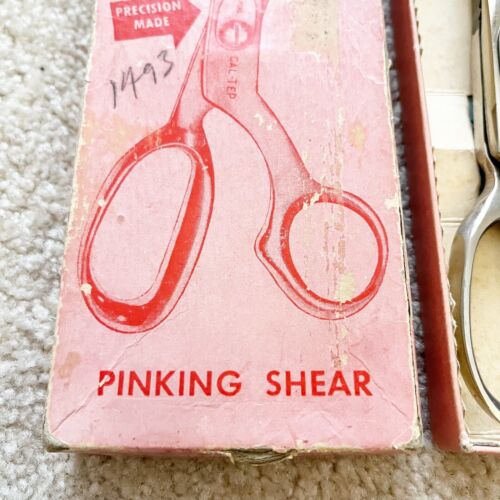 PRECISION
MADE
1493
CAL-TEP
PINKING SHEAR